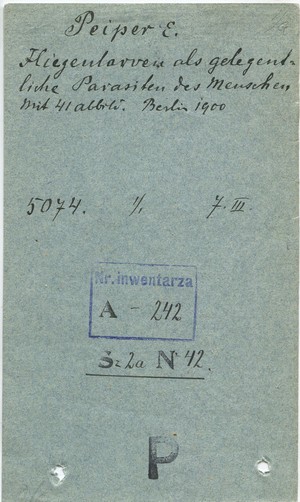 Peiper E.
Fliegenlarven als gelegent-
liche Parasiten des Menschen
Mit 41 abbild. Berlin 1900
5074. 1/1 7. III.
Nr. inwentarza
A - 242
Sz 2a N 42.
P